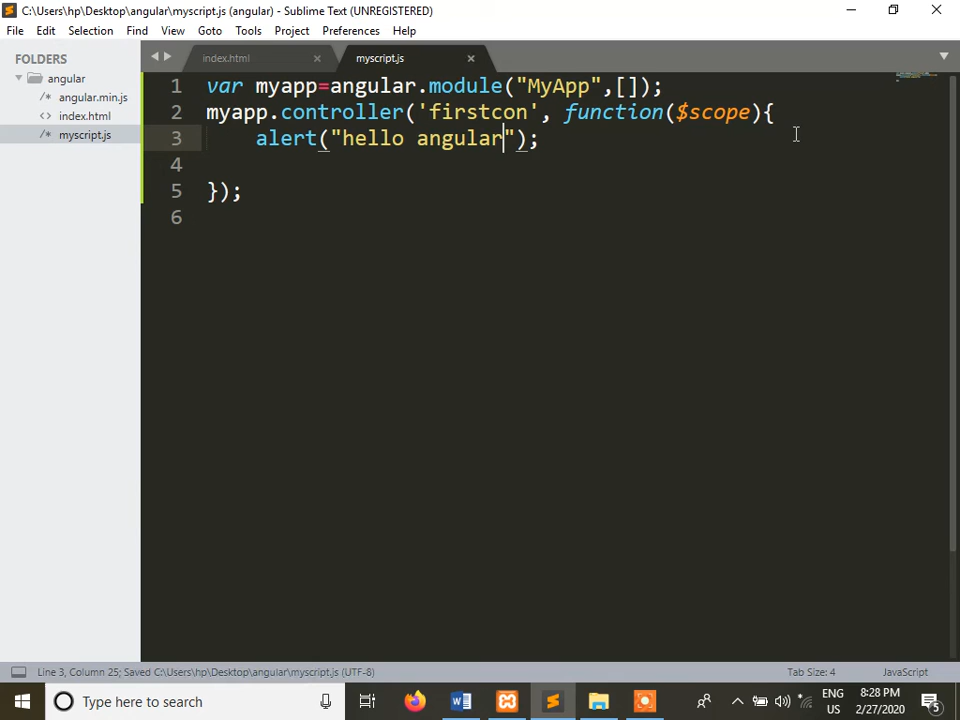 C:\Users\hp\Desktop\angular\myscript.js (angular) - Sublime Text (UNREGISTERED)
File Edit Selection Find View Goto Tools Project Preferences Help
FOLDERS
angular
/* angular.min.js
<> index.html
/* myscript.js
index.html
myscript.js
1 var myapp=angular.module("MyApp",[]);
2 myapp.controller('firstcon', function($scope){
3 alert("hello angular");
4
5 });
6
Line 3, Column 25; Saved C:\Users\hp\Desktop\angular\myscript.js (UTF-8)
Tab Size: 4
JavaScript
Type here to search
ENG
US
8:28 PM
2/27/2020
5